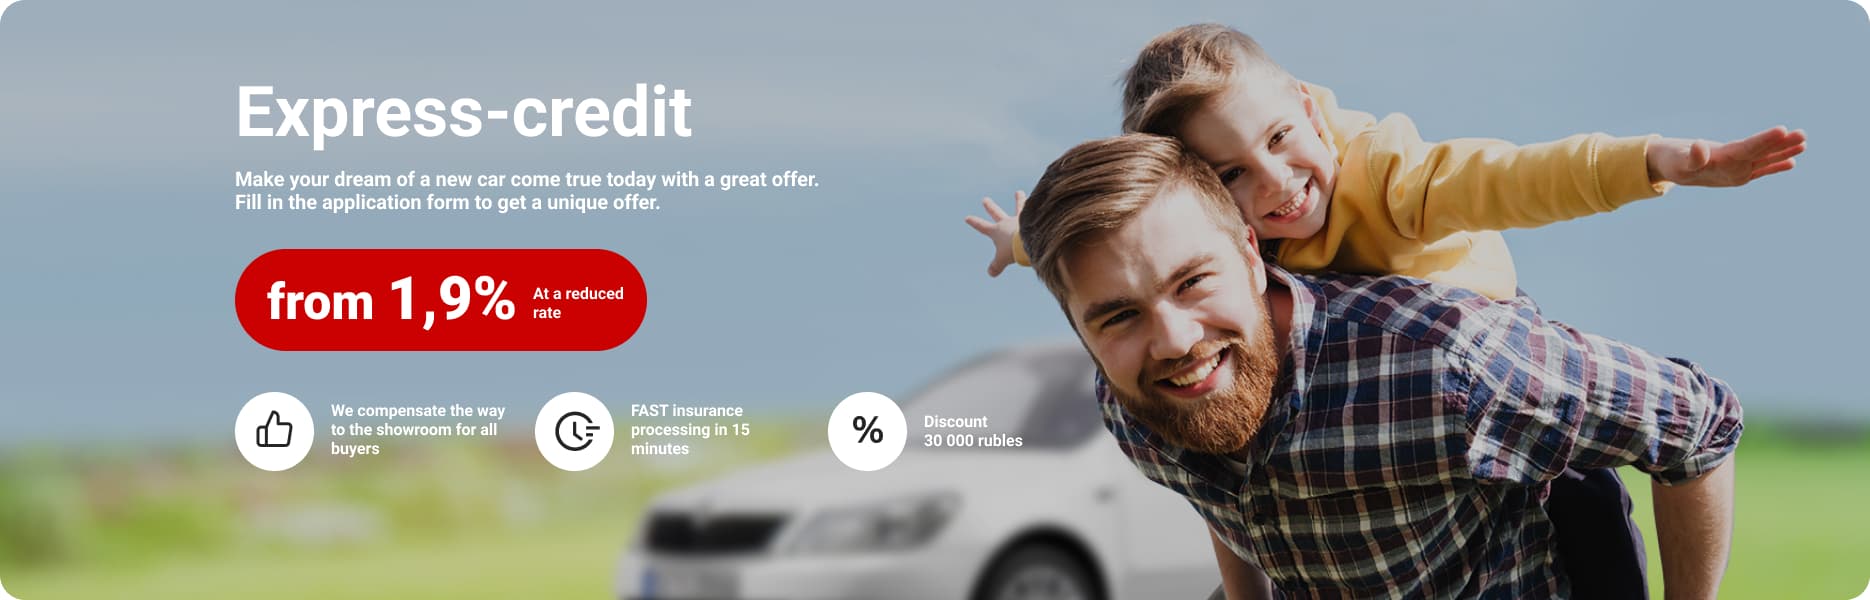 Express-credit
Make your dream of a new car come true today with a great offer.
Fill in the application form to get a unique offer.
from 1,9%
At a reduced
rate
We compensate the way
to the showroom for all
buyers
FAST insurance
processing in 15
minutes
%
Discount
30 000 rubles